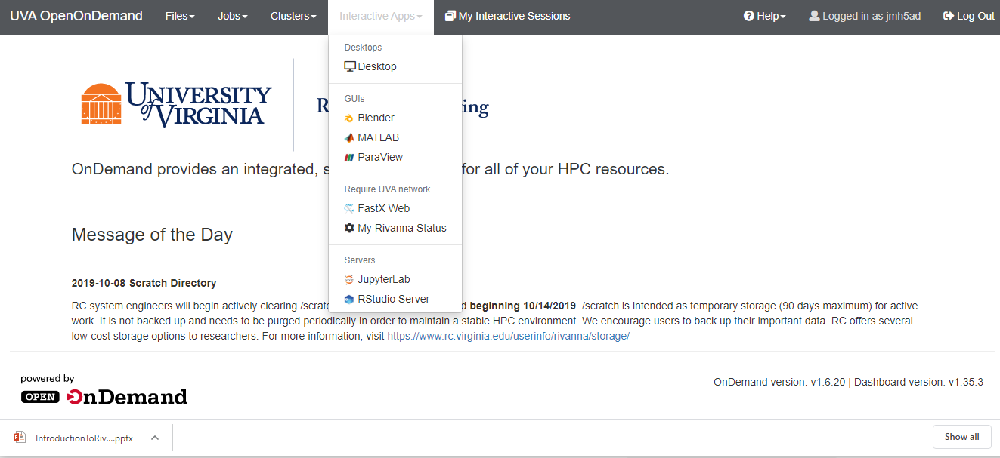 UVA OpenOnDemand Files Jobs Clusters Interactive Apps My Interactive Sessions Help Logged in as jmh5ad Log Out
Desktops
Desktop
GUIs
Blender
MATLAB
ParaView
Require UVA network
FastX Web
My Rivanna Status
Servers
JupyterLab
RStudio Server
UNIVERSITY
of VIRGINIA
R ing
OnDemand provides an integrated, s for all of your HPC resources.
Message of the Day
2019-10-08 Scratch Directory
RC system engineers will begin actively clearing /scratc d beginning 10/14/2019. /scratch is intended as temporary storage (90 days maximum) for active
work. It is not backed up and needs to be purged periodically in order to maintain a stable HPC environment. We encourage users to back up their important data. RC offers several
low-cost storage options to researchers. For more information, visit https://www.rc.virginia.edu/userinfo/rivanna/storage/
powered by
OPEN OnDemand
OnDemand version: v1.6.20 | Dashboard version: v1.35.3
IntroductionToRiv....pptx
Show all